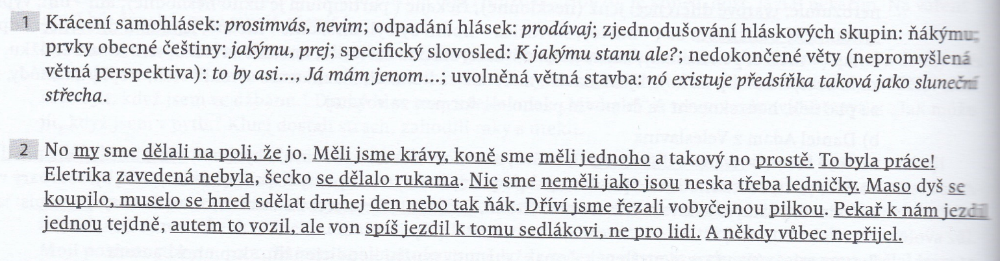 1 Krácení samohlásek: prosimvás, nevim; odpadání hlásek: prodávaj; zjednodušování hláskových skupin: ňákýmu;
prvky obecné češtiny: jakýmu, prej; specifický slovosled: K jakýmu stanu ale?; nedokončené věty (nepromyšlená
větná perspektiva): to by asi..., Já mám jenom...; uvolněná větná stavba: nó existuje předsíňka taková jako sluneční
střecha.
2 No my sme dělali na poli, že jo. Měli jsme krávy, koně sme měli jednoho a takový no prostě. To byla práce!
Eletrika zavedená nebyla, šecko se dělalo rukama. Nic sme neměli jako jsou neska třeba ledničky. Maso dyš se
koupilo, muselo se hned sdělat druhej den nebo tak ňák. Dříví jsme řezali vobyčejnou pilkou. Pekař k nám jezdil
jednou tejdně, autem to vozil, ale von spíš jezdil k tomu sedlákovi, ne pro lidi. A někdy vůbec nepřijel.